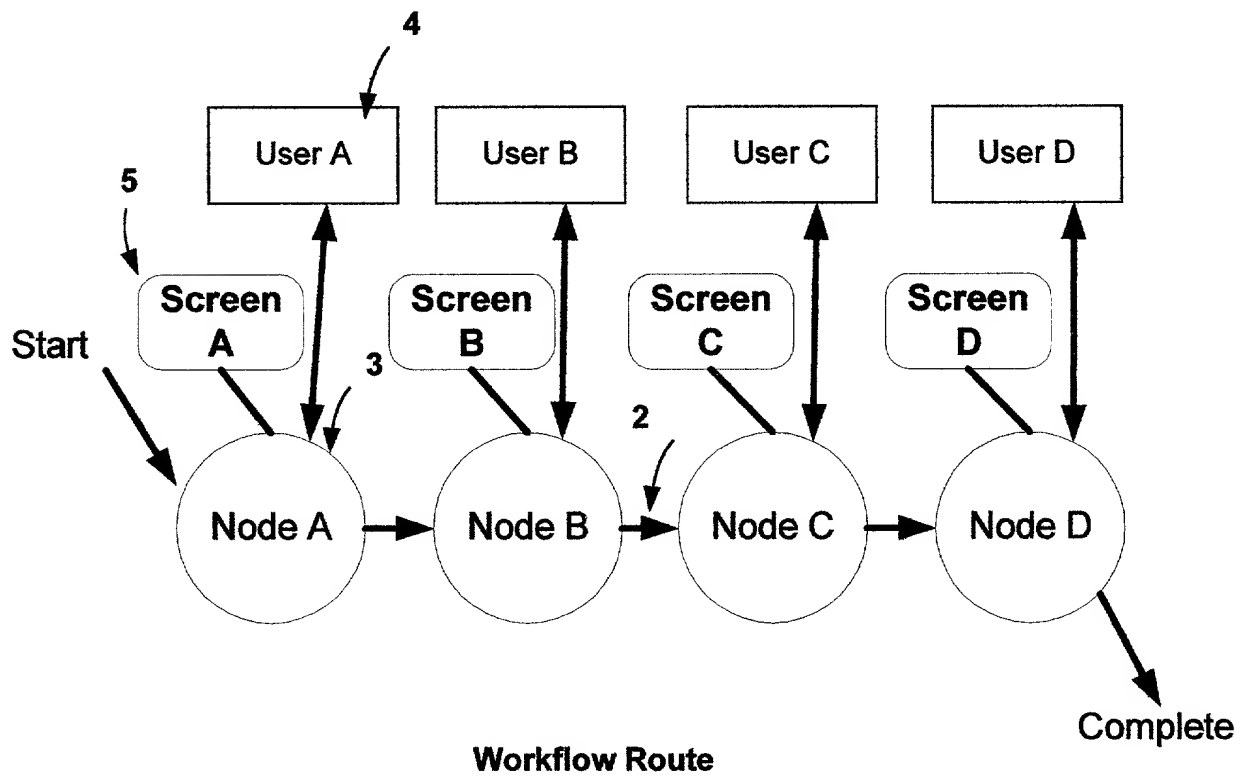 4
User A
User B
User C
User D
5
Screen
A
Screen
B
Screen
C
Screen
D
Start
3
2
Node A
Node B
Node C
Node D
Complete
Workflow Route